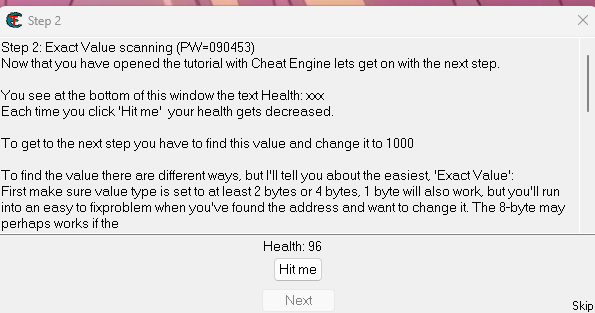 Step 2
Step 2: Exact Value scanning (PW=090453)
Now that you have opened the tutorial with Cheat Engine lets get on with the next step.
You see at the bottom of this window the text Health: xxx
Each time you click 'Hit me'  your health gets decreased.
To get to the next step you have to find this value and change it to 1000
To find the value there are different ways, but I'll tell you about the easiest, 'Exact Value':
First make sure value type is set to at least 2 bytes or 4 bytes, 1 byte will also work, but you'll run
into an easy to fixproblem when you've found the address and want to change it. The 8-byte may
perhaps works if the
Health: 96
Hit me
Next
Skip